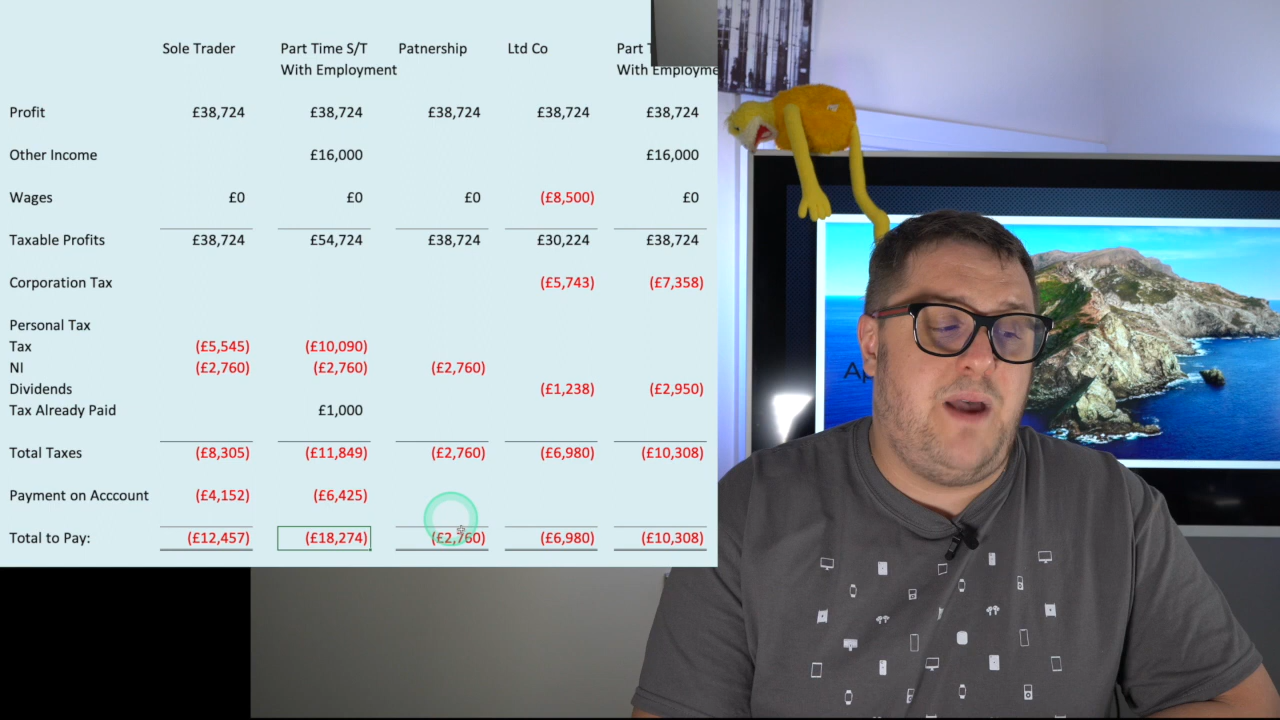 Sole Trader Part Time S/T Patnership Ltd Co Part
With Employment With Employme
Profit £38,724 £38,724 £38,724 £38,724 £38,724
Other Income £16,000 £16,000
Wages £0 £0 £0 (£8,500) £0
Taxable Profits £38,724 £54,724 £38,724 £30,224 £38,724
Corporation Tax (£5,743) (£7,358)
Personal Tax
Tax (£5,545) (£10,090)
NI (£2,760) (£2,760) (£2,760)
Dividends (£1,238) (£2,950)
Tax Already Paid £1,000
Total Taxes (£8,305) (£11,849) (£2,760) (£6,980) (£10,308)
Payment on Acccount (£4,152) (£6,425)
Total to Pay: (£12,457) (£18,274) (£2,760) (£6,980) (£10,308)
Ap